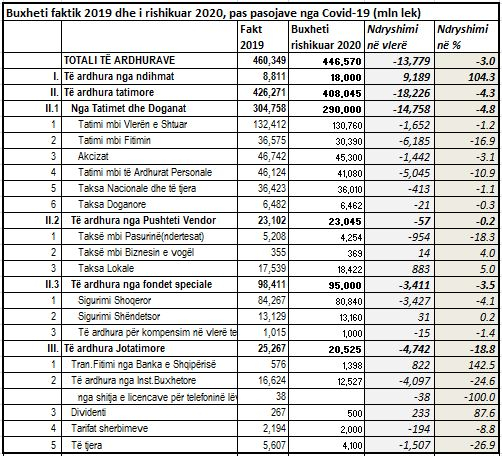 Buxheti faktik 2019 dhe i rishikuar 2020, pas pasojave nga Covid-19 (mln lek)
Fakt 2019 Buxheti rishikuar 2020 Ndryshimi në vlerë Ndryshimi në %
TOTALI TË ARDHURAVE 460,349 446,570 -13,779 -3.0
I. Të ardhura nga ndihmat 8,811 18,000 9,189 104.3
II. Të ardhura tatimore 426,271 408,045 -18,226 -4.3
II.1 Nga Tatimet dhe Doganat 304,758 290,000 -14,758 -4.8
1 Tatimi mbi Vlerën e Shtuar 132,412 130,760 -1,652 -1.2
2 Tatimi mbi Fitimin 36,575 30,390 -6,185 -16.9
3 Akcizat 46,742 45,300 -1,442 -3.1
4 Tatimi mbi të Ardhurat Personale 46,124 41,080 -5,045 -10.9
5 Taksa Nacionale dhe të tjera 36,423 36,010 -413 -1.1
6 Taksa Doganore 6,482 6,462 -21 -0.3
II.2 Të ardhura nga Pushteti Vendor 23,102 23,045 -57 -0.2
1 Taksë mbi Pasurinë(ndertesat) 5,208 4,254 -954 -18.3
2 Taksë mbi Biznesin e vogël 355 369 14 4.0
3 Taksa Lokale 17,539 18,422 883 5.0
II.3 Të ardhura nga fondet speciale 98,411 95,000 -3,411 -3.5
1 Sigurimi Shoqeror 84,267 80,840 -3,427 -4.1
2 Sigurimi Shëndetsor 13,129 13,160 31 0.2
3 Të ardhura për kompensim në vlerë te 1,015 1,000 -15 -1.4
III. Të ardhura Jotatimore 25,267 20,525 -4,742 -18.8
1 Tran.Fitimi nga Banka e Shqipërisë 576 1,398 822 142.5
2 Të ardhura nga Inst.Buxhetore 16,624 12,527 -4,097 -24.6
nga shitja e licencave për telefoninë lëv 38 -38 -100.0
3 Dividenti 267 500 233 87.6
4 Tarifat sherbimeve 2,194 2,000 -194 -8.8
5 Të tjera 5,607 4,100 -1,507 -26.9